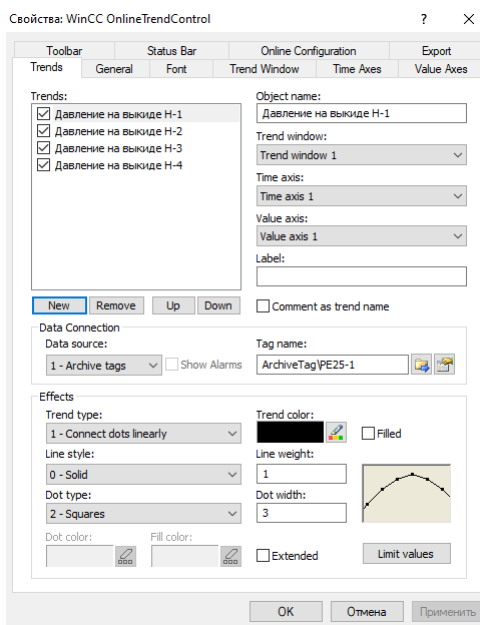 Свойства: WinCC OnlineTrendControl ? ×
Toolbar Status Bar Online Configuration Export
Trends General Font Trend Window Time Axes Value Axes
Trends:
Давление на выкиде Н-1
Давление на выкиде Н-2
Давление на выкиде Н-3
Давление на выкиде Н-4
New Remove Up Down
Object name:
Давление на выкиде Н-1
Trend window:
Trend window 1
Time axis:
Time axis 1
Value axis:
Value axis 1
Label:
Comment as trend name
Data Connection
Data source:
1 - Archive tags
Show Alarms
Tag name:
ArchiveTag\PE25-1
Effects
Trend type:
1 - Connect dots linearly
Line style:
0 - Solid
Dot type:
2 - Squares
Dot color: Fill color:
Trend color:
Filled
Line weight:
1
Dot width:
3
Extended
Limit values
OK Отмена Применить